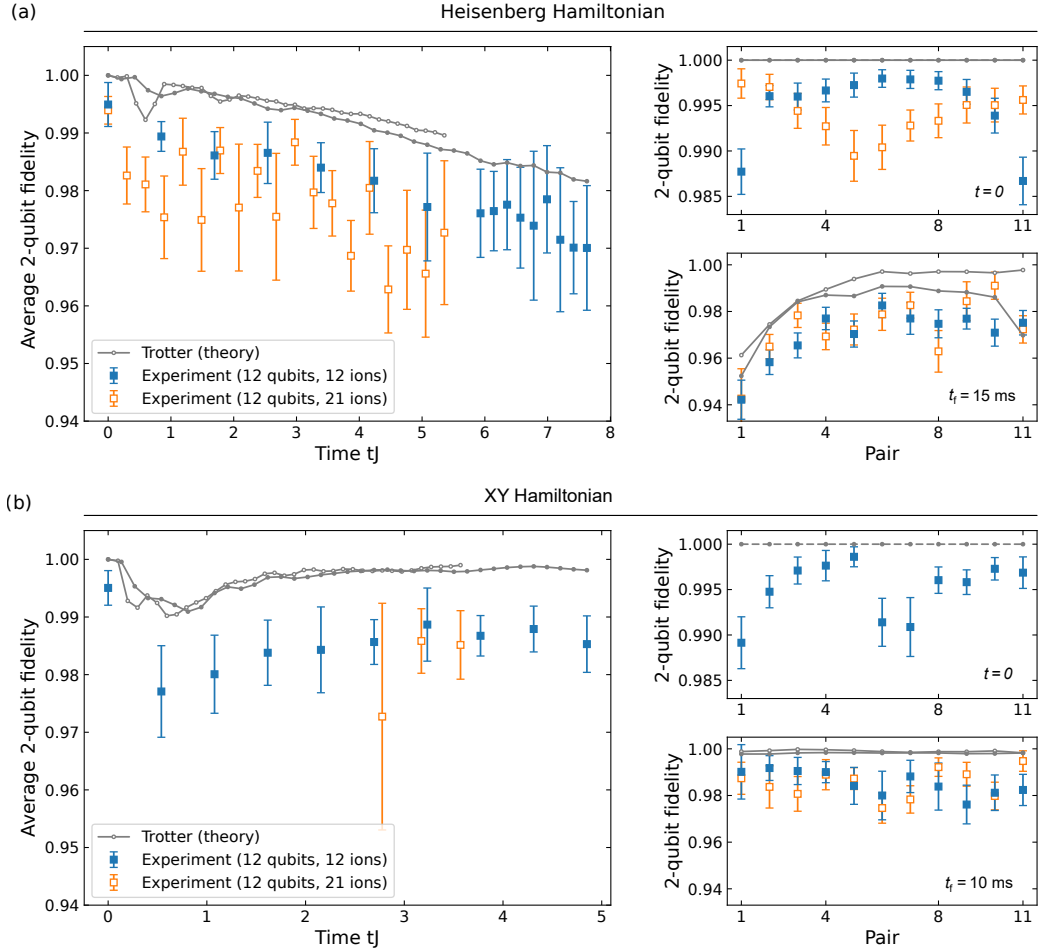 (a)
Heisenberg Hamiltonian
Average 2-qubit fidelity
1.00
0.99
0.98
0.97
0.96
0.95
0.94
Trotter (theory)
Experiment (12 qubits, 12 ions)
Experiment (12 qubits, 21 ions)
0 1 2 3 4 5 6 7 8
Time tJ
2-qubit fidelity
1.000
0.995
0.990
0.985
t=0
1 4 8 11
2-qubit fidelity
1.00
0.98
0.96
0.94
tf = 15 ms
1 4 8 11
Pair
(b)
XY Hamiltonian
Average 2-qubit fidelity
1.00
0.99
0.98
0.97
0.96
0.95
0.94
Trotter (theory)
Experiment (12 qubits, 12 ions)
Experiment (12 qubits, 21 ions)
0 1 2 3 4 5
Time tJ
2-qubit fidelity
1.000
0.995
0.990
0.985
t=0
1 4 8 11
2-qubit fidelity
1.00
0.98
0.96
0.94
tf = 10 ms
1 4 8 11
Pair